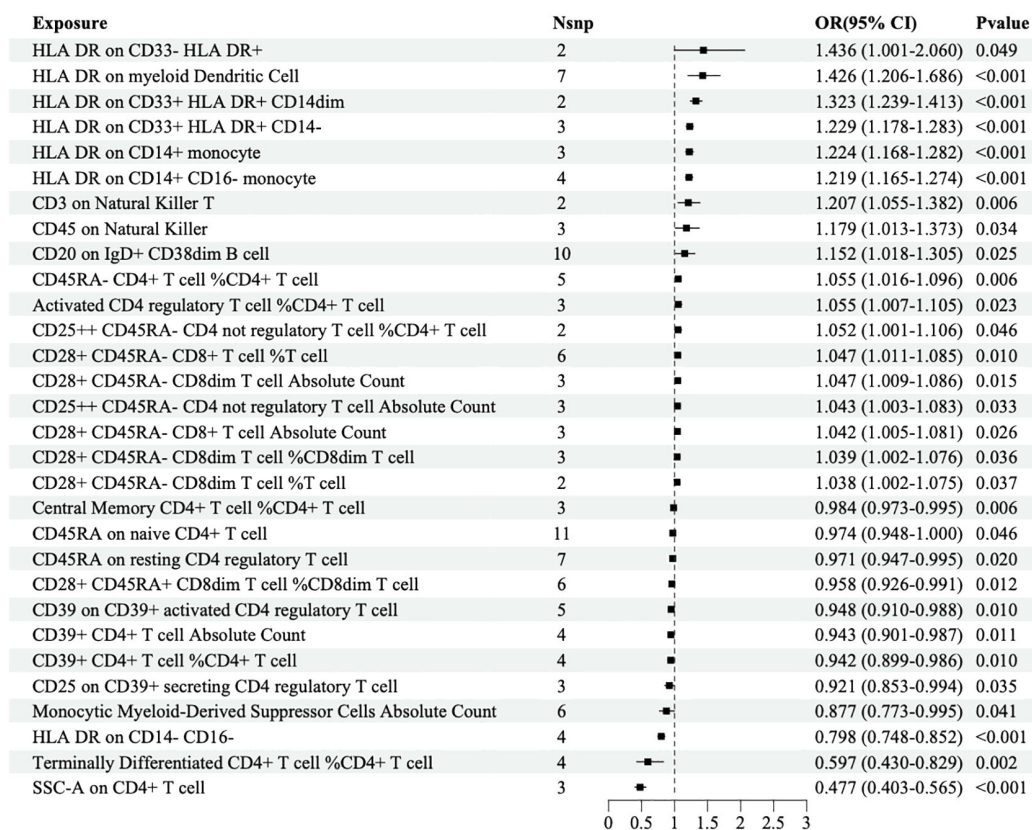 Exposure Nsnp OR(95% CI) Pvalue
HLA DR on CD33- HLA DR+ 2 1.436 (1.001-2.060) 0.049
HLA DR on myeloid Dendritic Cell 7 1.426 (1.206-1.686) <0.001
HLA DR on CD33+ HLA DR+ CD14dim 2 1.323 (1.239-1.413) <0.001
HLA DR on CD33+ HLA DR+ CD14- 3 1.229 (1.178-1.283) <0.001
HLA DR on CD14+ monocyte 3 1.224 (1.168-1.282) <0.001
HLA DR on CD14+ CD16- monocyte 4 1.219 (1.165-1.274) <0.001
CD3 on Natural Killer T 2 1.207 (1.055-1.382) 0.006
CD45 on Natural Killer 3 1.179 (1.013-1.373) 0.034
CD20 on IgD+ CD38dim B cell 10 1.152 (1.018-1.305) 0.025
CD45RA- CD4+ T cell %CD4+ T cell 5 1.055 (1.016-1.096) 0.006
Activated CD4 regulatory T cell %CD4+ T cell 3 1.055 (1.007-1.105) 0.023
CD25++ CD45RA- CD4 not regulatory T cell %CD4+ T cell 2 1.052 (1.001-1.106) 0.046
CD28+ CD45RA- CD8+ T cell %T cell 6 1.047 (1.011-1.085) 0.010
CD28+ CD45RA- CD8dim T cell Absolute Count 3 1.047 (1.009-1.086) 0.015
CD25++ CD45RA- CD4 not regulatory T cell Absolute Count 3 1.043 (1.003-1.083) 0.033
CD28+ CD45RA- CD8+ T cell Absolute Count 3 1.042 (1.005-1.081) 0.026
CD28+ CD45RA- CD8dim T cell %CD8dim T cell 3 1.039 (1.002-1.076) 0.036
CD28+ CD45RA- CD8dim T cell %T cell 2 1.038 (1.002-1.075) 0.037
Central Memory CD4+ T cell %CD4+ T cell 3 0.984 (0.973-0.995) 0.006
CD45RA on naive CD4+ T cell 11 0.974 (0.948-1.000) 0.046
CD45RA on resting CD4 regulatory T cell 7 0.971 (0.947-0.995) 0.020
CD28+ CD45RA+ CD8dim T cell %CD8dim T cell 6 0.958 (0.926-0.991) 0.012
CD39 on CD39+ activated CD4 regulatory T cell 5 0.948 (0.910-0.988) 0.010
CD39+ CD4+ T cell Absolute Count 4 0.943 (0.901-0.987) 0.011
CD39+ CD4+ T cell %CD4+ T cell 4 0.942 (0.899-0.986) 0.010
CD25 on CD39+ secreting CD4 regulatory T cell 3 0.921 (0.853-0.994) 0.035
Monocytic Myeloid-Derived Suppressor Cells Absolute Count 6 0.877 (0.773-0.995) 0.041
HLA DR on CD14- CD16- 4 0.798 (0.748-0.852) <0.001
Terminally Differentiated CD4+ T cell %CD4+ T cell 4 0.597 (0.430-0.829) 0.002
SSC-A on CD4+ T cell 3 0.477 (0.403-0.565) <0.001
0 0.5 1 1.5 2 2.5 3